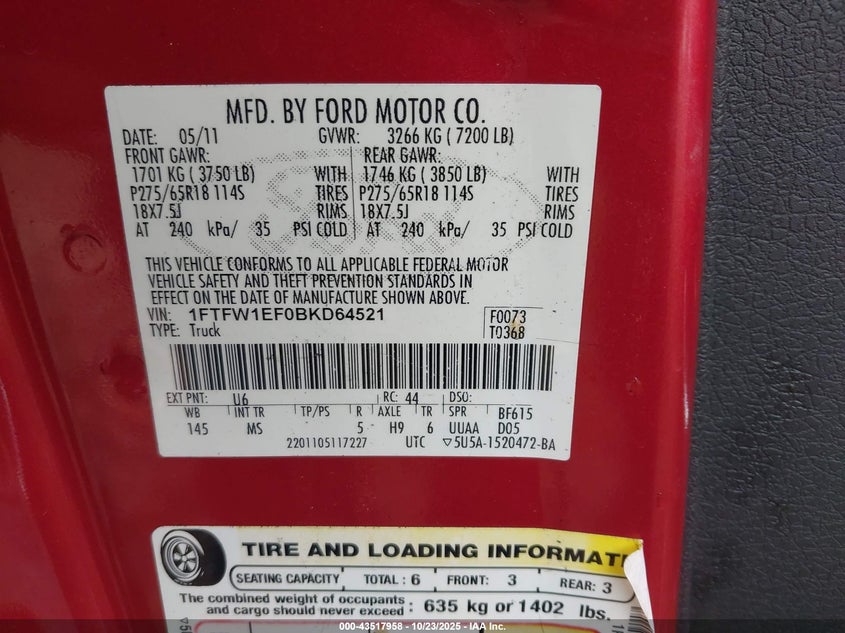 MFD. BY FORD MOTOR CO.
DATE: 05/11 GVWR: 3266 KG ( 7200 LB)
FRONT GAWR: REAR GAWR:
1701 KG ( 3750 LB) WITH 1746 KG ( 3850 LB) WITH
P275/65R18 114S TIRES P275/65R18 114S TIRES
18X7.5J RIMS 18X7.5J RIMS
AT 240 kPa/ 35 PSI COLD AT 240 kPa/ 35 PSI COLD
THIS VEHICLE CONFORMS TO ALL APPLICABLE FEDERAL MOTOR
VEHICLE SAFETY AND THEFT PREVENTION STANDARDS IN
EFFECT ON THE DATE OF MANUFACTURE SHOWN ABOVE.
VIN: 1FTFW1EF0BKD64521 F0073
TYPE: Truck T0368
EXT PNT: U6 RC: 44 DSO:
WB INT TR TP/PS R AXLE TR SPR BF615
145 MS 5 H9 6 UUAA D05
2201105117227 UTC ▽5U5A-1520472-BA
TIRE AND LOADING INFORMATI
SEATING CAPACITY TOTAL : 6 FRONT: 3 REAR: 3
The combined weight of occupants
and cargo should never exceed : 635 kg or 1402 lbs.
000-43517958 - 10/23/2025 - IAA Inc.